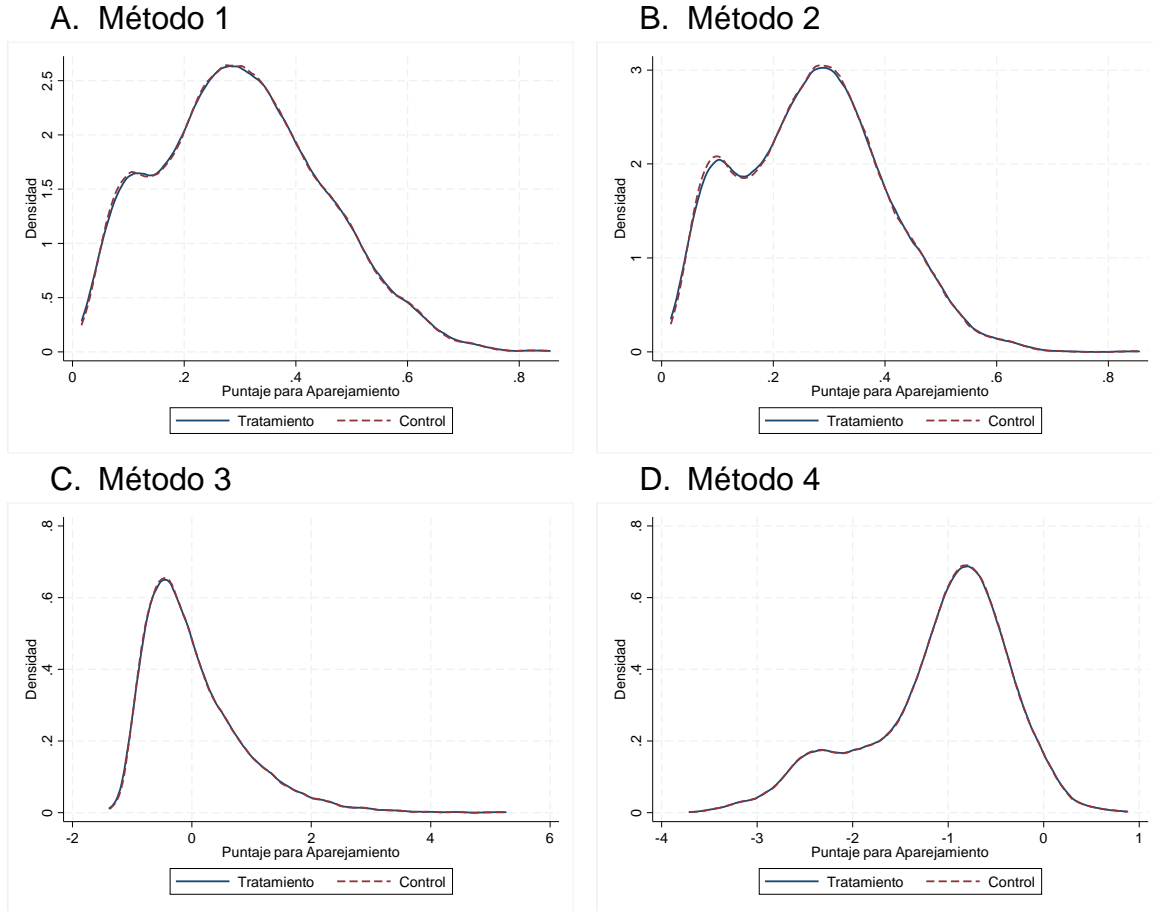 A. Método 1
2.5
2
1.5
1
.5
0
Densidad
0 .2 .4 .6 .8
Puntaje para Aparejamiento
Tratamiento Control
B. Método 2
3
2
1
0
Densidad
0 .2 .4 .6 .8
Puntaje para Aparejamiento
Tratamiento Control
C. Método 3
.8
.6
.4
.2
0
Densidad
-2 0 2 4 6
Puntaje para Aparejamiento
Tratamiento Control
D. Método 4
.8
.6
.4
.2
0
Densidad
-4 -3 -2 -1 0 1
Puntaje para Aparejamiento
Tratamiento Control